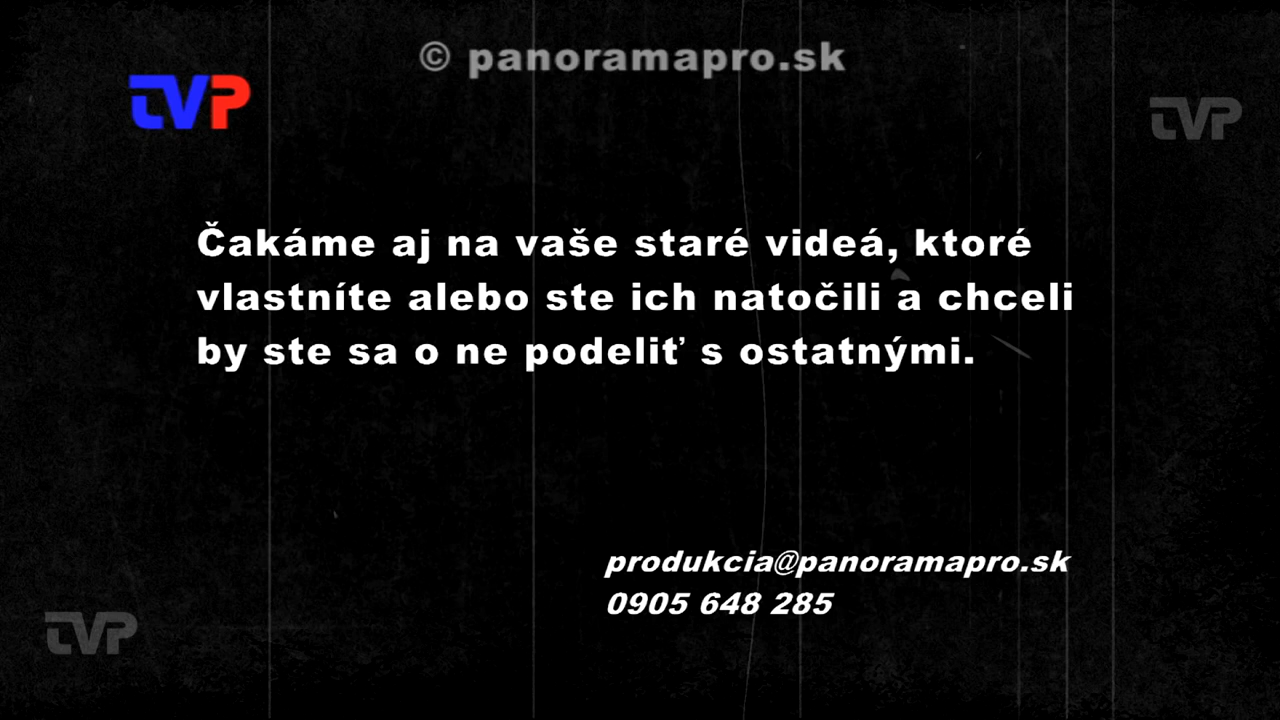 © panoramapro.sk
TVP
TVP
Čakáme aj na vaše staré videá, ktoré
vlastníte alebo ste ich natočili a chceli
by ste sa o ne podeliť s ostatnými.
produkcia@panoramapro.sk
0905 648 285
TVP